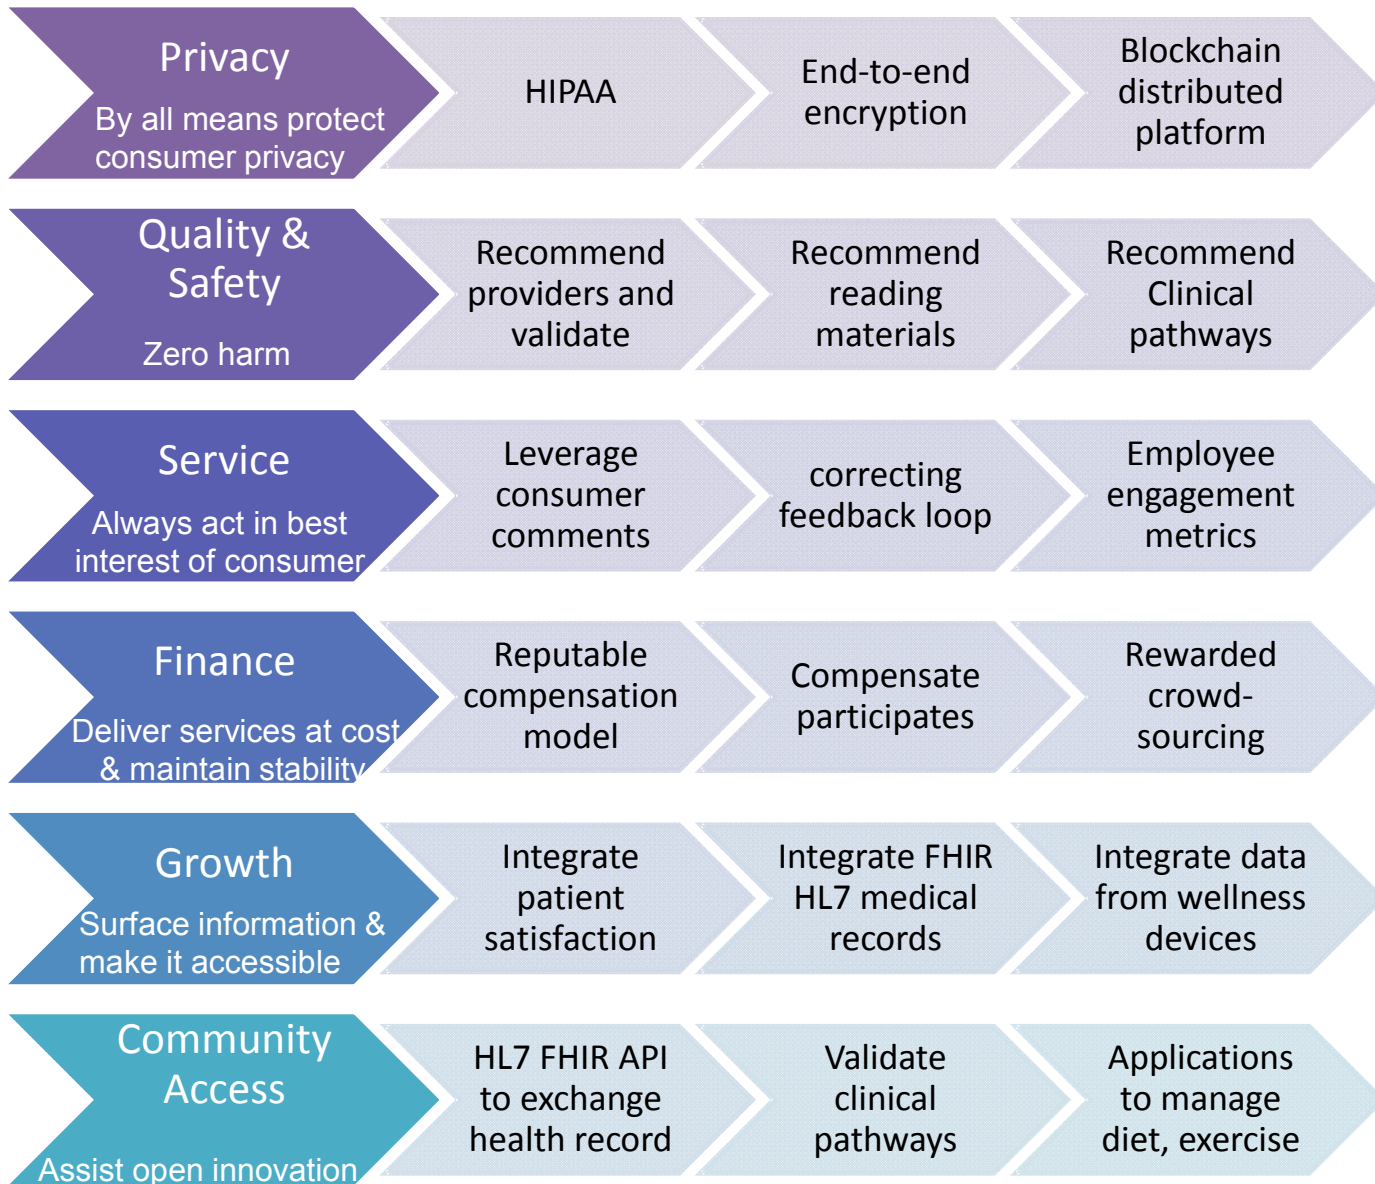 Privacy
By all means protect
consumer privacy
HIPAA
End-to-end
encryption
Blockchain
distributed
platform
Quality &
Safety
Zero harm
Recommend
providers and
validate
Recommend
reading
materials
Recommend
Clinical
pathways
Service
Always act in best
interest of consumer
Leverage
consumer
comments
correcting
feedback loop
Employee
engagement
metrics
Finance
Deliver services at cost
& maintain stability
Reputable
compensation
model
Compensate
participates
Rewarded
crowd-
sourcing
Growth
Surface information &
make it accessible
Integrate
patient
satisfaction
Integrate FHIR
HL7 medical
records
Integrate data
from wellness
devices
Community
Access
Assist open innovation
HL7 FHIR API
to exchange
health record
Validate
clinical
pathways
Applications
to manage
diet, exercise